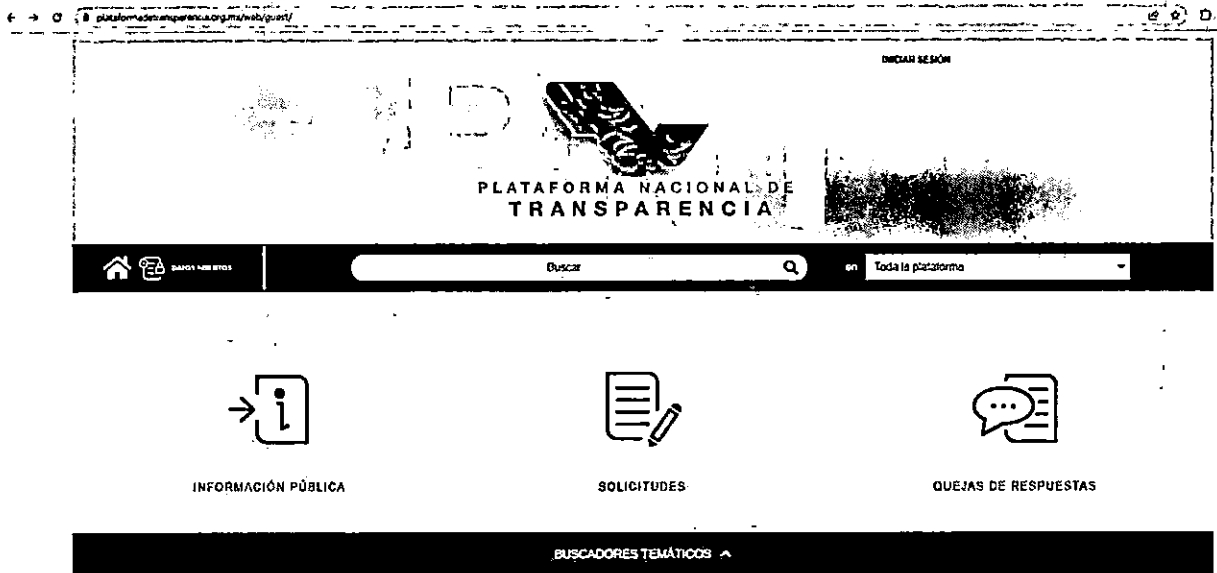 plataformadetransparencia.org.mx/web/guest/
INICIAR SESIÓN
PLATAFORMA NACIONAL DE
TRANSPARENCIA
DATOS ABIERTOS
Buscar
en
Toda la plataforma
INFORMACIÓN PÚBLICA
SOLICITUDES
QUEJAS DE RESPUESTAS
BUSCADORES TEMÁTICOS